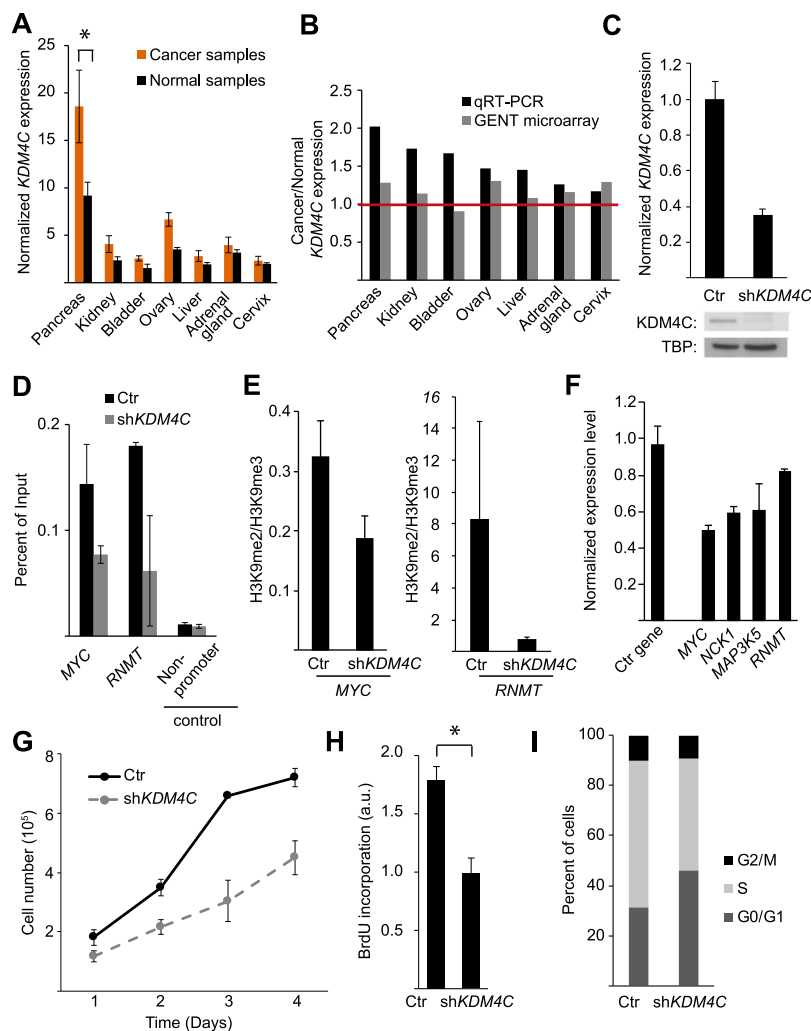 A
Normalized KDM4C expression
*
Cancer samples
Normal samples
25
20
15
10
5
Pancreas
Kidney
Bladder
Ovary
Liver
Adrenal
gland
Cervix
B
Cancer/Normal
KDM4C expression
qRT-PCR
GENT microarray
2.5
2.0
1.5
1.0
0.5
Pancreas
Kidney
Bladder
Ovary
Liver
Adrenal
gland
Cervix
C
Normalized KDM4C expression
1.2
1.0
0.8
0.6
0.4
0.2
Ctr
shKDM4C
KDM4C:
TBP:
D
Ctr
shKDM4C
Percent of Input
0.2
0.1
MYC
RNMT
Non-
promoter
control
E
H3K9me2/H3K9me3
0.4
0.3
0.2
0.1
Ctr
shKDM4C
MYC
H3K9me2/H3K9me3
16
14
12
10
8
6
4
2
Ctr
shKDM4C
RNMT
F
Normalized expression level
1.2
1.0
0.8
0.6
0.4
0.2
Ctr gene
MYC
NCK1
MAP3K5
RNMT
G
Ctr
shKDM4C
Cell number (10⁵)
8
6
4
2
1 2 3 4
Time (Days)
H
*
BrdU incorporation (a.u.)
2.0
1.5
1.0
0.5
Ctr
shKDM4C
I
Percent of cells
100
80
60
40
20
G2/M
S
G0/G1
Ctr
shKDM4C